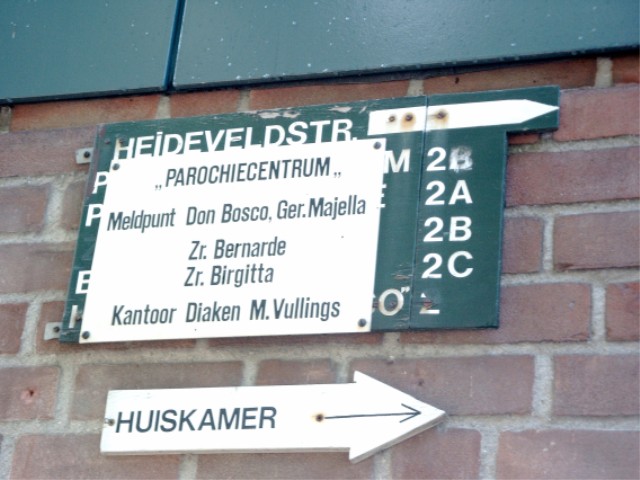 HEIDEVELDSTR.
M 2B
2A
2B
2C
„PAROCHIECENTRUM„
Meldpunt Don Bosco, Ger. Majella
Zr. Bernarde
Zr. Birgitta
Kantoor Diaken M. Vullings
HUISKAMER